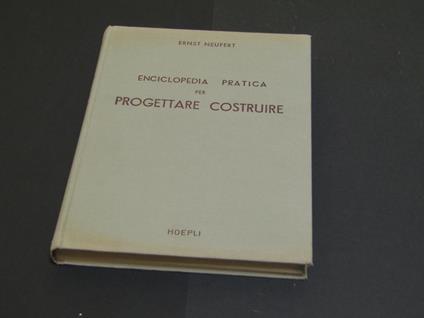 ERNST NEUFERT
ENCICLOPEDIA PRATICA
PER
PROGETTARE COSTRUIRE
HOEPLI